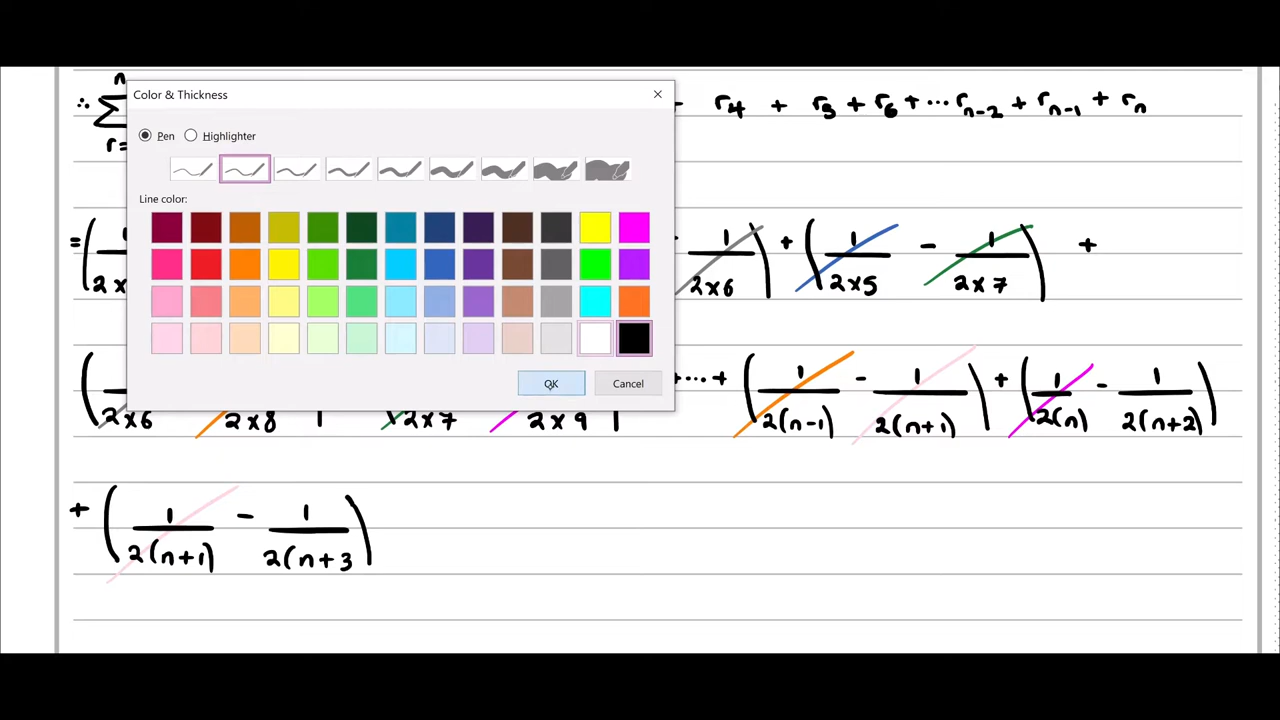 Color & Thickness
Pen Highlighter
Line color:
OK Cancel
∴ n
∑ r4 + r5 + r6 + ... rn-2 + rn-1 + rn
r=
= ( 1/(2×6) ) + ( 1/(2×5) - 1/(2×7) ) +
( 2×6 2×8 2×7 2×9 + ... + ( 1/(2(n-1)) - 1/(2(n+1)) ) + ( 1/(2(n)) - 1/(2(n+2)) )
+ ( 1/(2(n+1)) - 1/(2(n+3 )